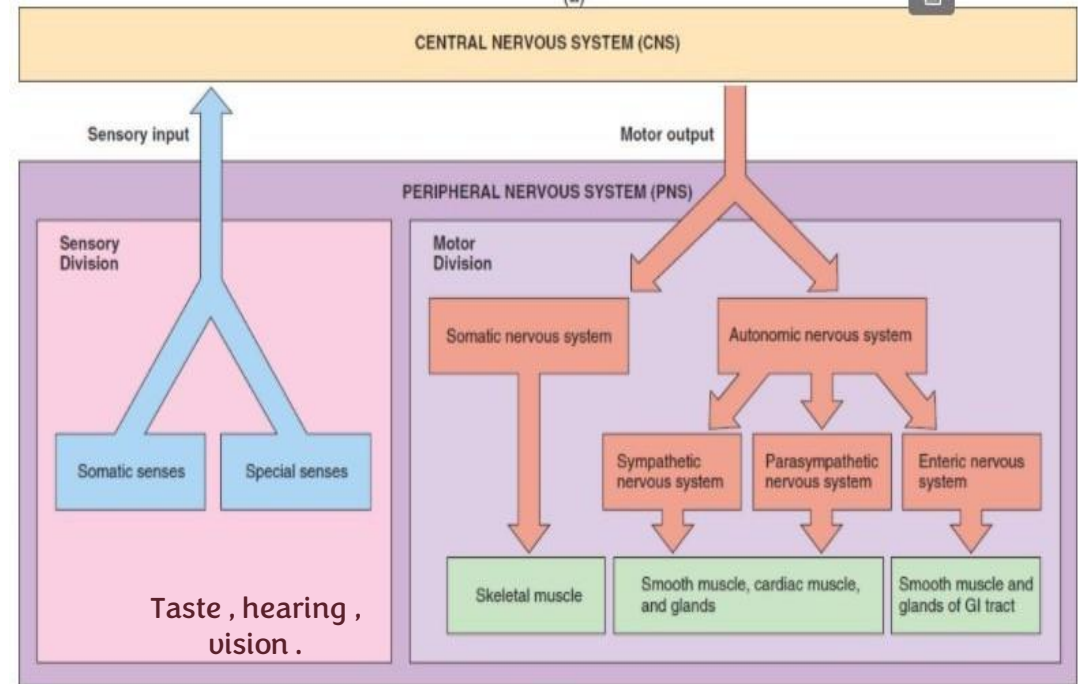 CENTRAL NERVOUS SYSTEM (CNS)
Sensory input
Motor output
PERIPHERAL NERVOUS SYSTEM (PNS)
Sensory
Division
Motor
Division
Somatic nervous system
Autonomic nervous system
Somatic senses
Special senses
Sympathetic
nervous system
Parasympathetic
nervous system
Enteric nervous
system
Skeletal muscle
Smooth muscle, cardiac muscle,
and glands
Smooth muscle and
glands of GI tract
Taste , hearing ,
vision .